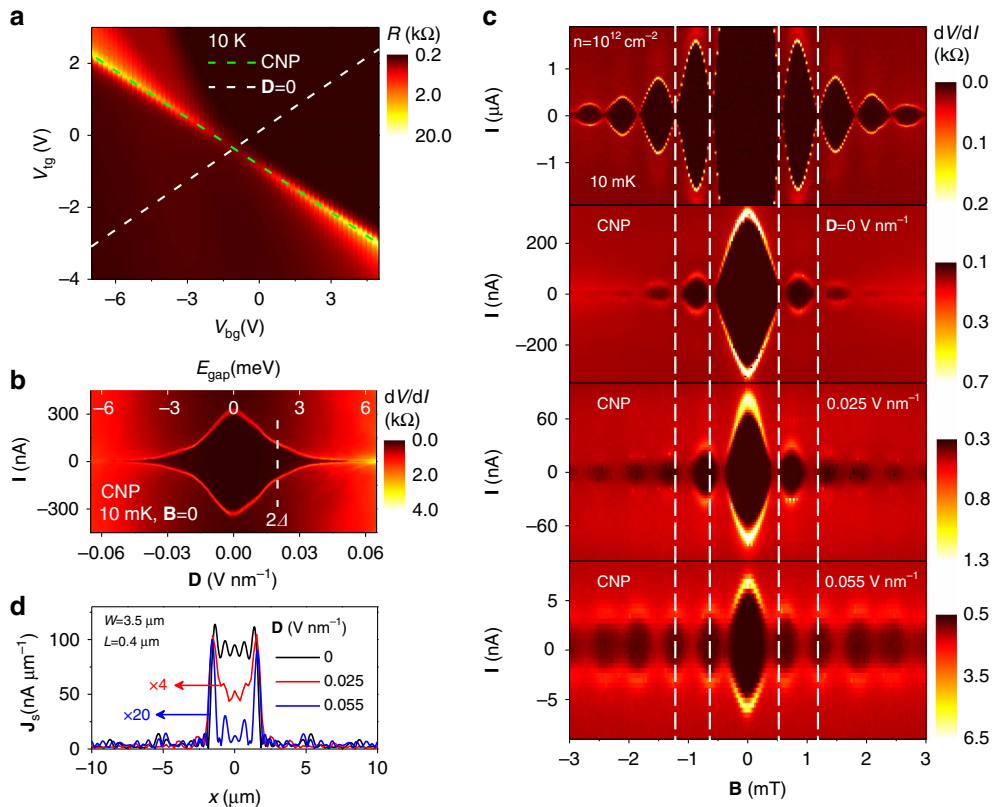 a
10 K
CNP
D=0
R (kΩ)
0.2
2.0
20.0
2
0
−2
−4
V_tg (V)
−6
−3
0
3
V_bg(V)
b
E_gap(meV)
−6
−3
0
3
6
dV/dI
(kΩ)
0.0
2.0
4.0
300
0
−300
I (nA)
CNP
10 mK, B=0
2Δ
−0.06
−0.03
0.00
0.03
0.06
D (V nm⁻¹)
d
W=3.5 μm
L=0.4 μm
D (V nm⁻¹)
0
0.025
0.055
×4
×20
100
50
0
J_s(nA μm⁻¹)
−10
−5
0
5
10
x (μm)
c
n=10¹² cm⁻²
10 mK
1
0
−1
I (μA)
dV/dI
(kΩ)
0.0
0.1
0.2
CNP
D=0 V nm⁻¹
200
0
−200
I (nA)
0.1
0.3
0.7
CNP
0.025 V nm⁻¹
60
0
−60
I (nA)
0.3
0.6
0.9
CNP
0.055 V nm⁻¹
5
0
−5
I (nA)
0.5
3.5
6.5
−3
−2
−1
0
1
2
3
B (mT)